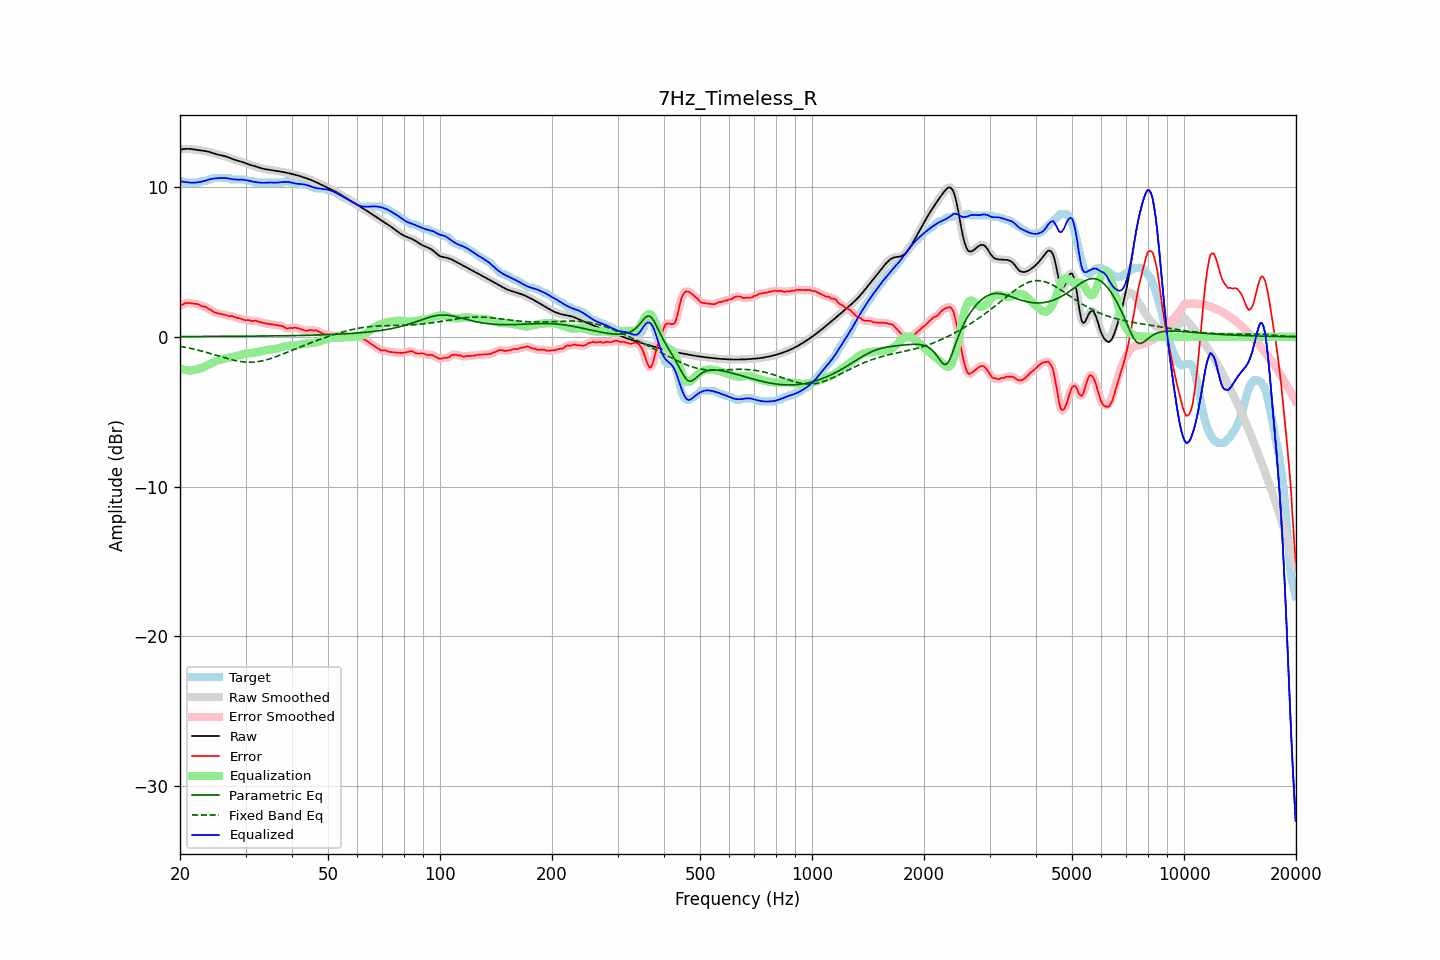 7Hz_Timeless_R
10
0
−10
−20
−30
Amplitude (dBr)
Target
Raw Smoothed
Error Smoothed
Raw
Error
Equalization
Parametric Eq
Fixed Band Eq
Equalized
20 50 100 200 500 1000 2000 5000 10000 20000
Frequency (Hz)